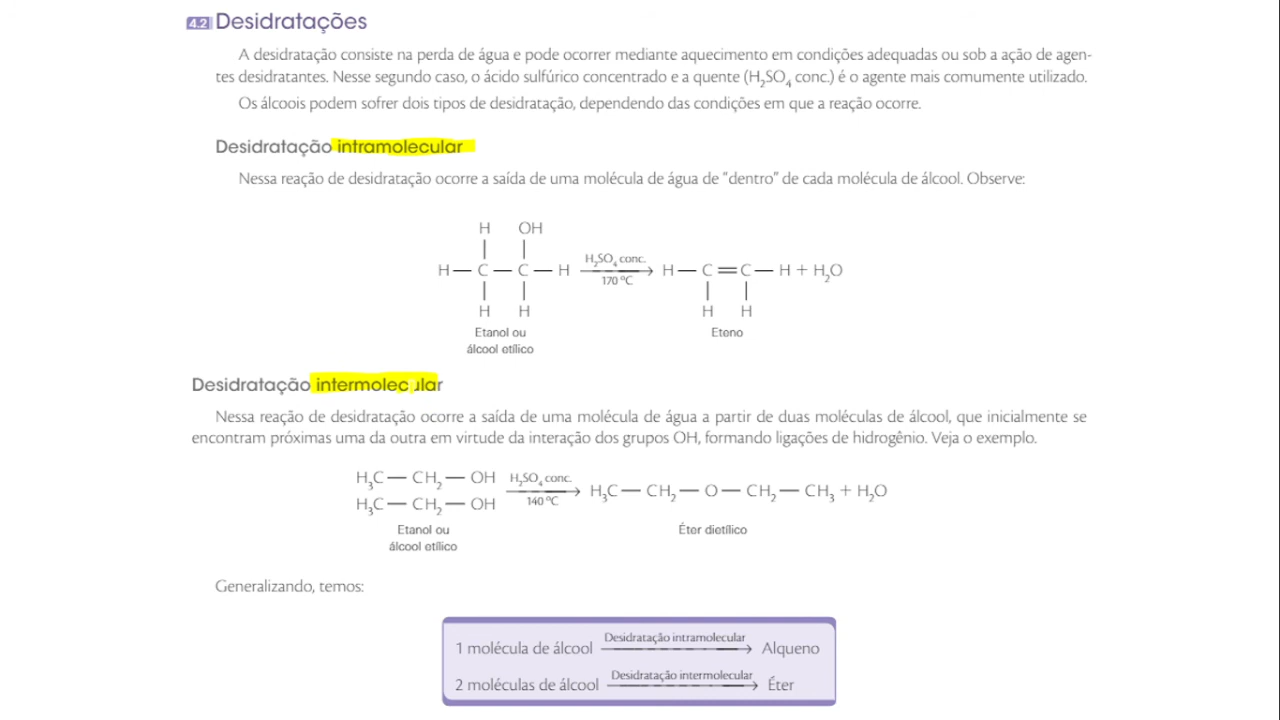 4.2 Desidratações
A desidratação consiste na perda de água e pode ocorrer mediante aquecimento em condições adequadas ou sob a ação de agen-
tes desidratantes. Nesse segundo caso, o ácido sulfúrico concentrado e a quente (H₂SO₄ conc.) é o agente mais comumente utilizado.
Os álcoois podem sofrer dois tipos de desidratação, dependendo das condições em que a reação ocorre.
Desidratação intramolecular
Nessa reação de desidratação ocorre a saída de uma molécula de água de “dentro” de cada molécula de álcool. Observe:
H OH
H — C — C — H H₂SO₄ conc. 170 ºC → H — C = C — H + H₂O
H H H H
Etanol ou Eteno
álcool etílico
Desidratação intermolecular
Nessa reação de desidratação ocorre a saída de uma molécula de água a partir de duas moléculas de álcool, que inicialmente se
encontram próximas uma da outra em virtude da interação dos grupos OH, formando ligações de hidrogênio. Veja o exemplo.
H₃C — CH₂ — OH H₂SO₄ conc.
H₃C — CH₂ — OH 140 ºC → H₃C — CH₂ — O — CH₂ — CH₃ + H₂O
Etanol ou Éter dietílico
álcool etílico
Generalizando, temos:
Desidratação intramolecular
1 molécula de álcool → Alqueno
Desidratação intermolecular
2 moléculas de álcool → Éter